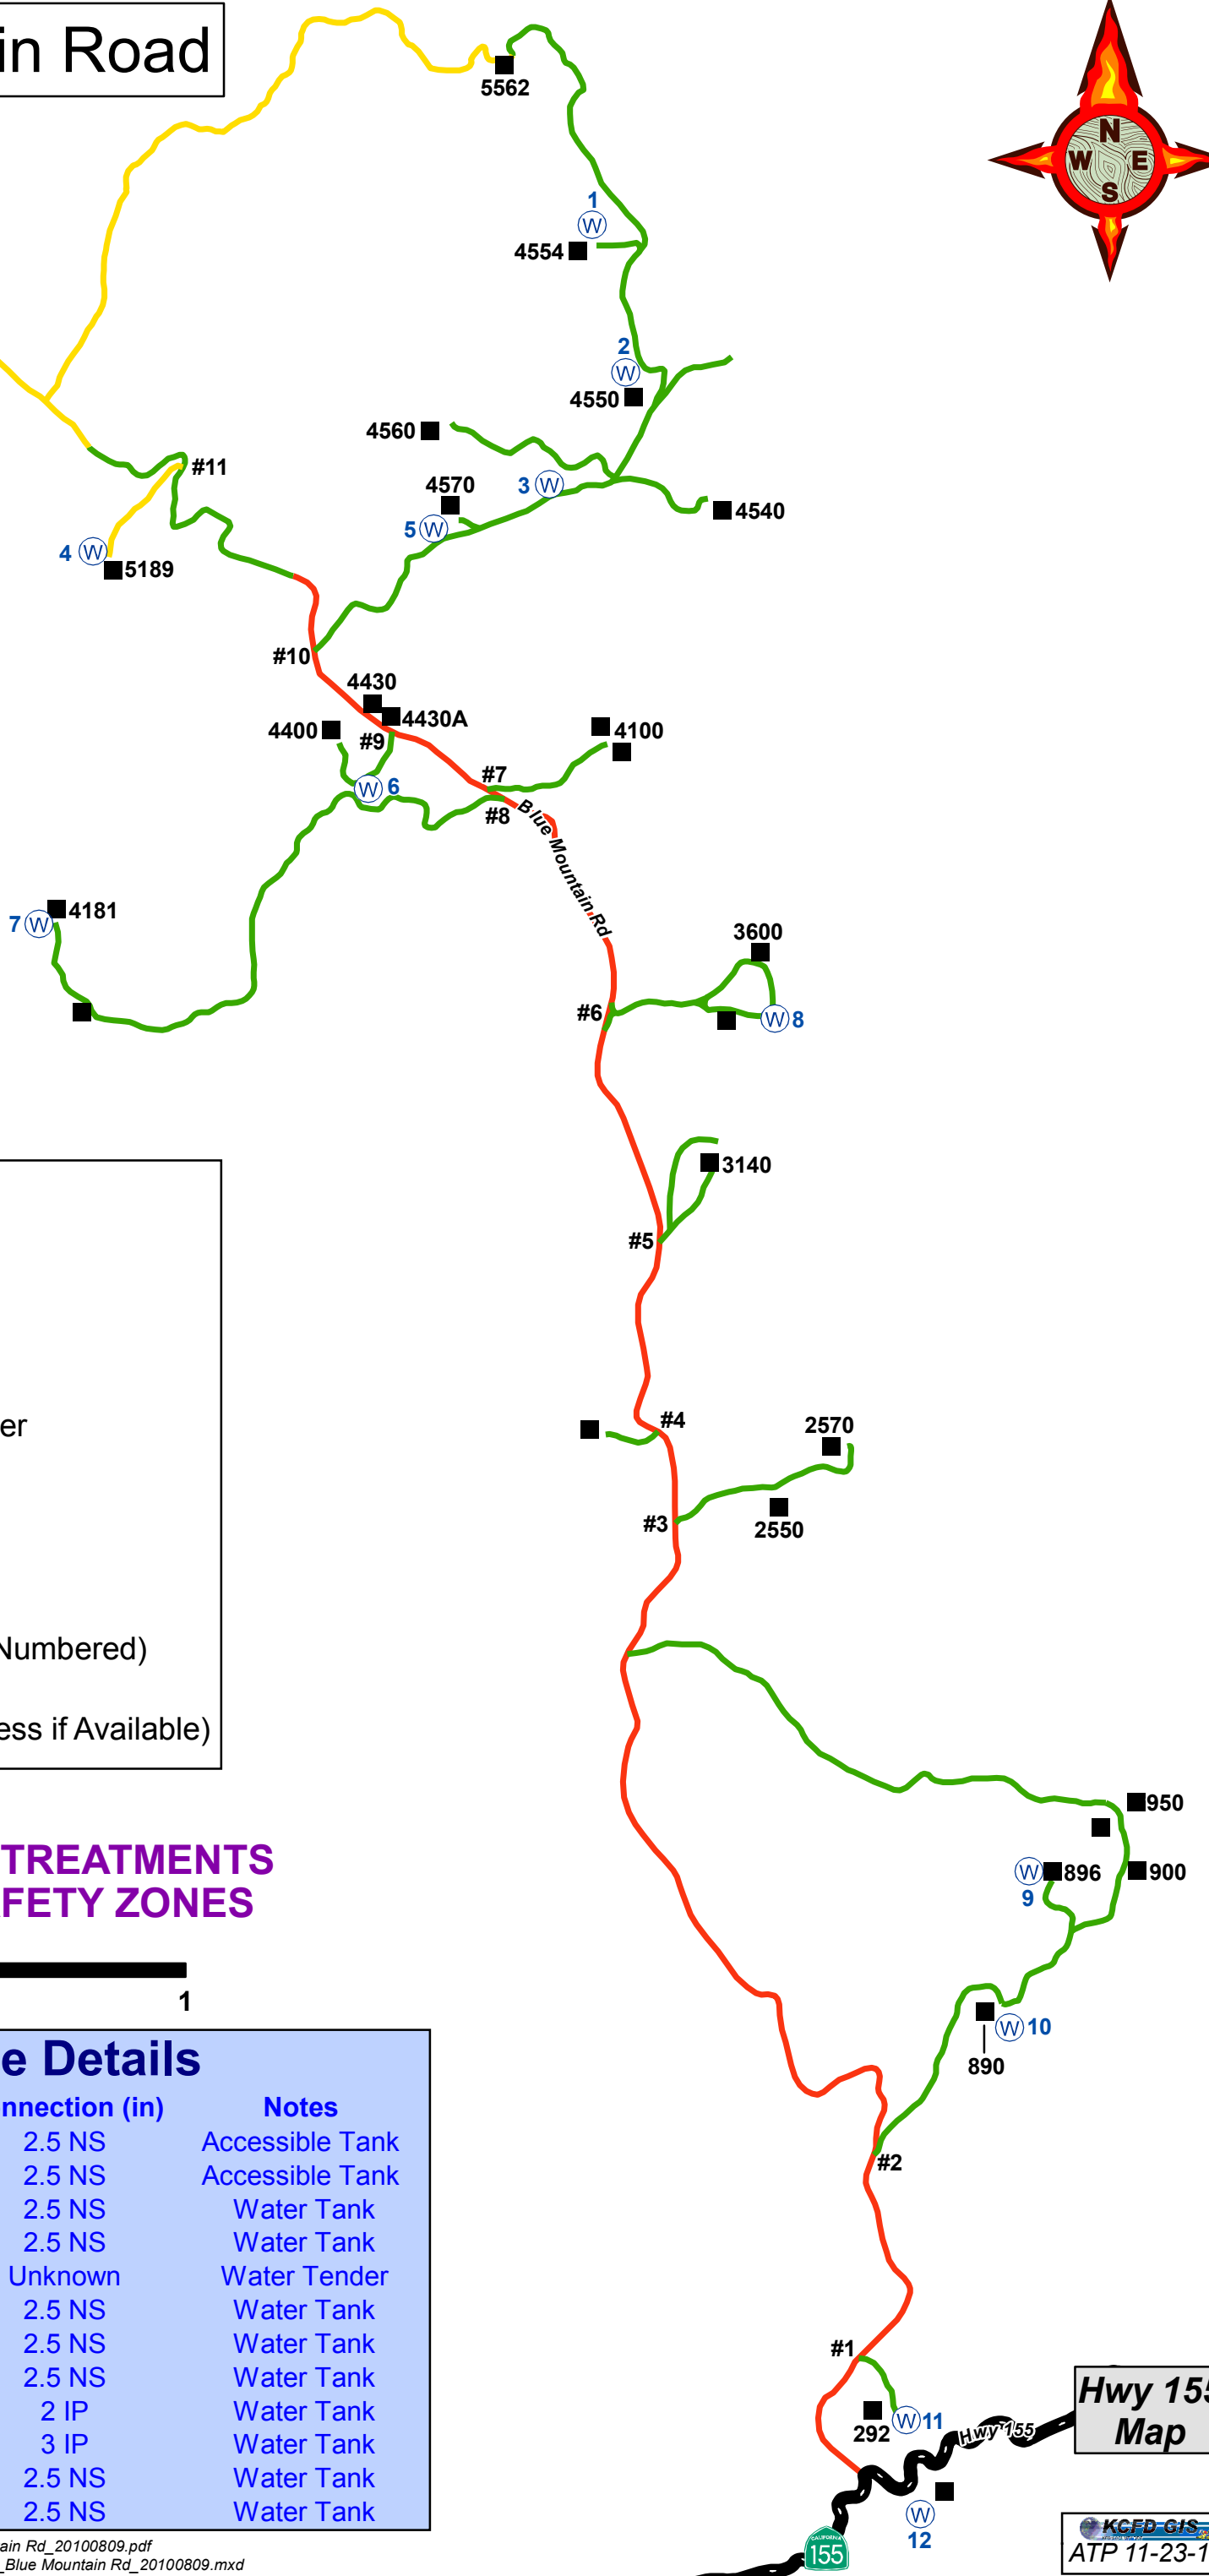 in Road
N
W E
S
5562
1
W
4554
2
W
4550
4560
#11
4570
3 W
4540
5 W
4 W
5189
#10
4430
4430A
4400
#9
4100
#7
W 6
#8
Blue Mountain Rd
4181
7 W
3600
#6
W 8
3140
#5
er
#4
2570
#3
2550
Numbered)
ess if Available)
950
TREATMENTS
W 896
900
9
FETY ZONES
1
W 10
890
e Details
nnection (in) Notes
2.5 NS Accessible Tank
2.5 NS Accessible Tank
2.5 NS Water Tank
2.5 NS Water Tank
Unknown Water Tender
2.5 NS Water Tank
2.5 NS Water Tank
2.5 NS Water Tank
2 IP Water Tank
3 IP Water Tank
2.5 NS Water Tank
2.5 NS Water Tank
#2
#1
Hwy 155
Map
292
W 11
Hwy 155
W
12
CALIFORNIA
155
KCFD GIS
ATP 11-23-1
ain Rd_20100809.pdf
_Blue Mountain Rd_20100809.mxd